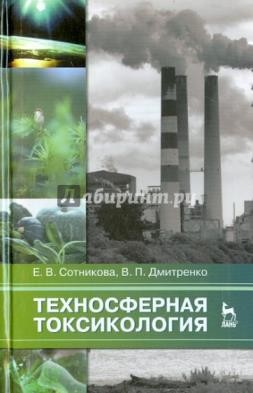 Лабиринт.ру
Е. В. Сотникова, В. П. Дмитренко
ТЕХНОСФЕРНАЯ
ТОКСИКОЛОГИЯ
ЛАНЬ